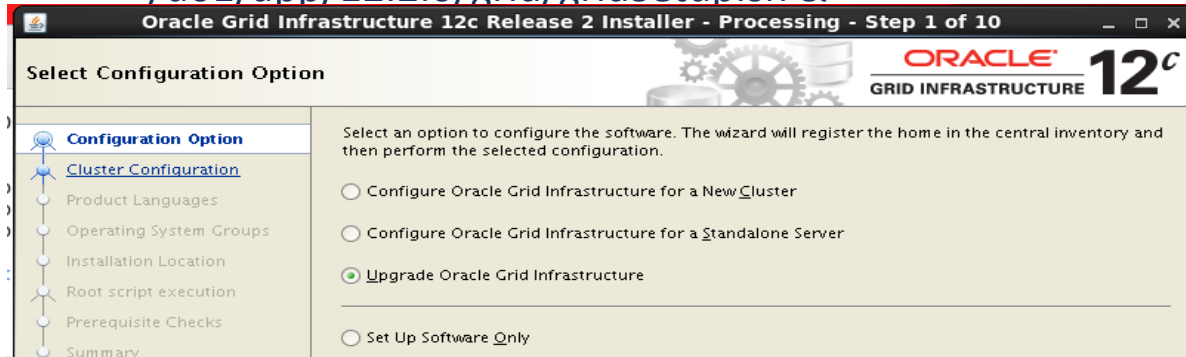 Oracle Grid Infrastructure 12c Release 2 Installer - Processing - Step 1 of 10
Select Configuration Option
ORACLE
GRID INFRASTRUCTURE
12c
Configuration Option
Cluster Configuration
Product Languages
Operating System Groups
Installation Location
Root script execution
Prerequisite Checks
Summary
Select an option to configure the software. The wizard will register the home in the central inventory and
then perform the selected configuration.
Configure Oracle Grid Infrastructure for a New Cluster
Configure Oracle Grid Infrastructure for a Standalone Server
Upgrade Oracle Grid Infrastructure
Set Up Software Only